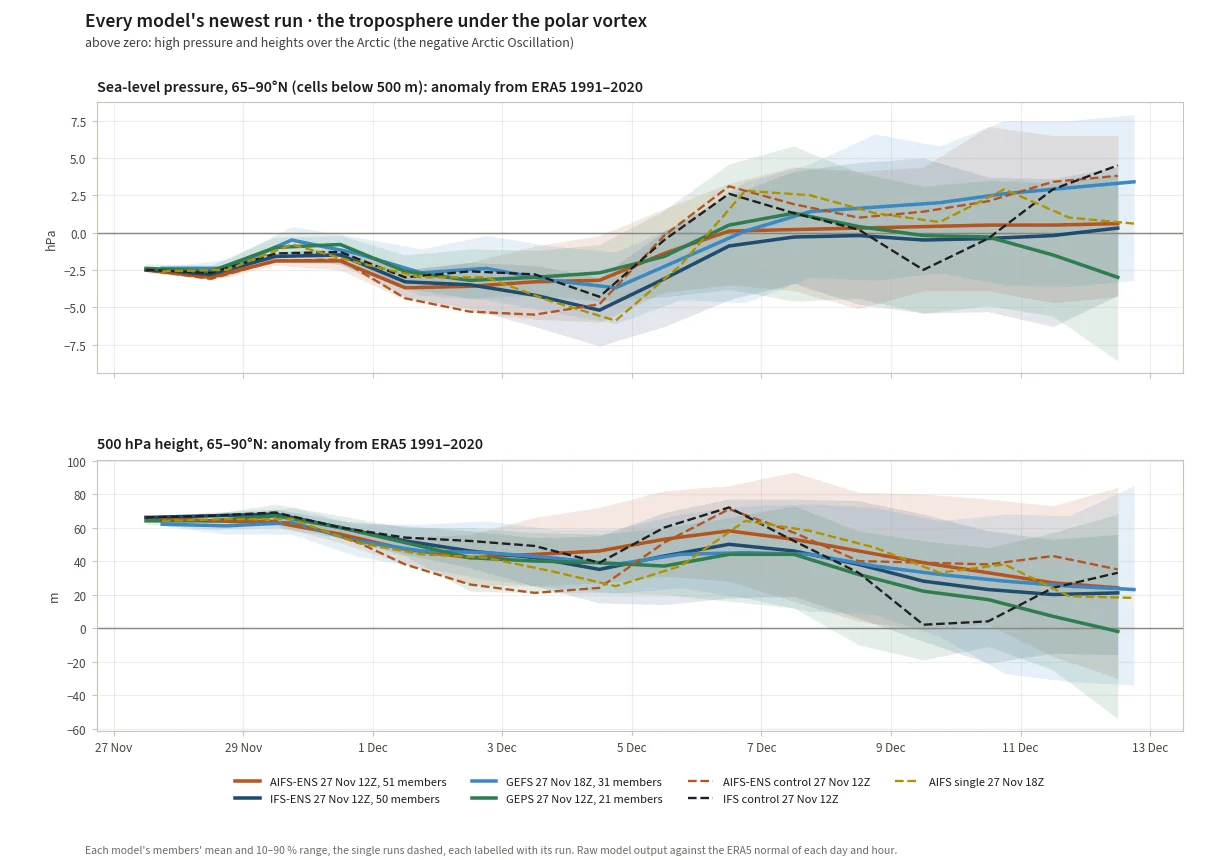 Every model's newest run · the troposphere under the polar vortex
above zero: high pressure and heights over the Arctic (the negative Arctic Oscillation)
Sea-level pressure, 65–90°N (cells below 500 m): anomaly from ERA5 1991–2020
7.5
5.0
2.5
0.0
−2.5
−5.0
−7.5
hPa
500 hPa height, 65–90°N: anomaly from ERA5 1991–2020
100
80
60
40
20
0
−20
−40
−60
m
27 Nov 29 Nov 1 Dec 3 Dec 5 Dec 7 Dec 9 Dec 11 Dec 13 Dec
AIFS-ENS 27 Nov 12Z, 51 members GEFS 27 Nov 18Z, 31 members AIFS-ENS control 27 Nov 12Z AIFS single 27 Nov 18Z
IFS-ENS 27 Nov 12Z, 50 members GEPS 27 Nov 12Z, 21 members IFS control 27 Nov 12Z
Each model's members' mean and 10–90 % range, the single runs dashed, each labelled with its run. Raw model output against the ERA5 normal of each day and hour.